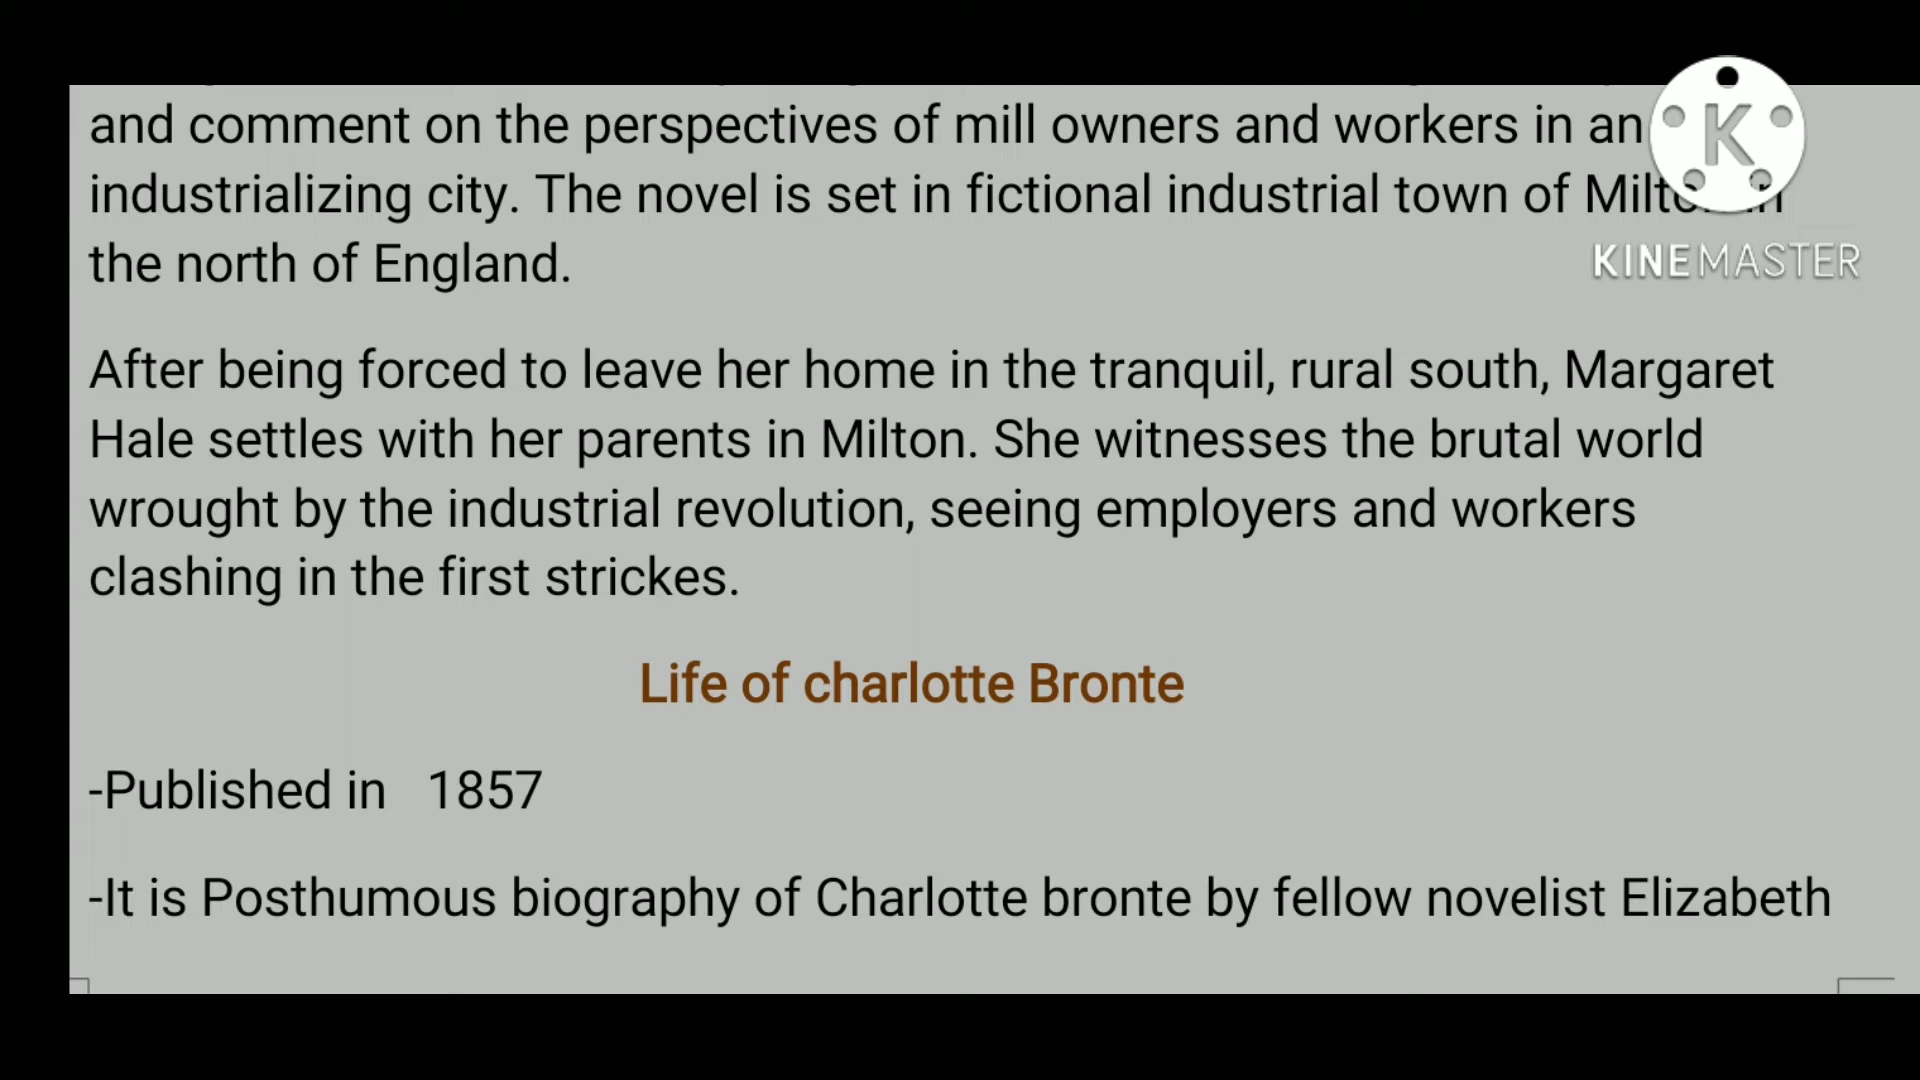 and comment on the perspectives of mill owners and workers in an
industrializing city. The novel is set in fictional industrial town of
the north of England.
KINEMASTER
After being forced to leave her home in the tranquil, rural south, Margaret
Hale settles with her parents in Milton. She witnesses the brutal world
wrought by the industrial revolution, seeing employers and workers
clashing in the first strickes.
Life of charlotte Bronte
-Published in 1857
-It is Posthumous biography of Charlotte bronte by fellow novelist Elizabeth